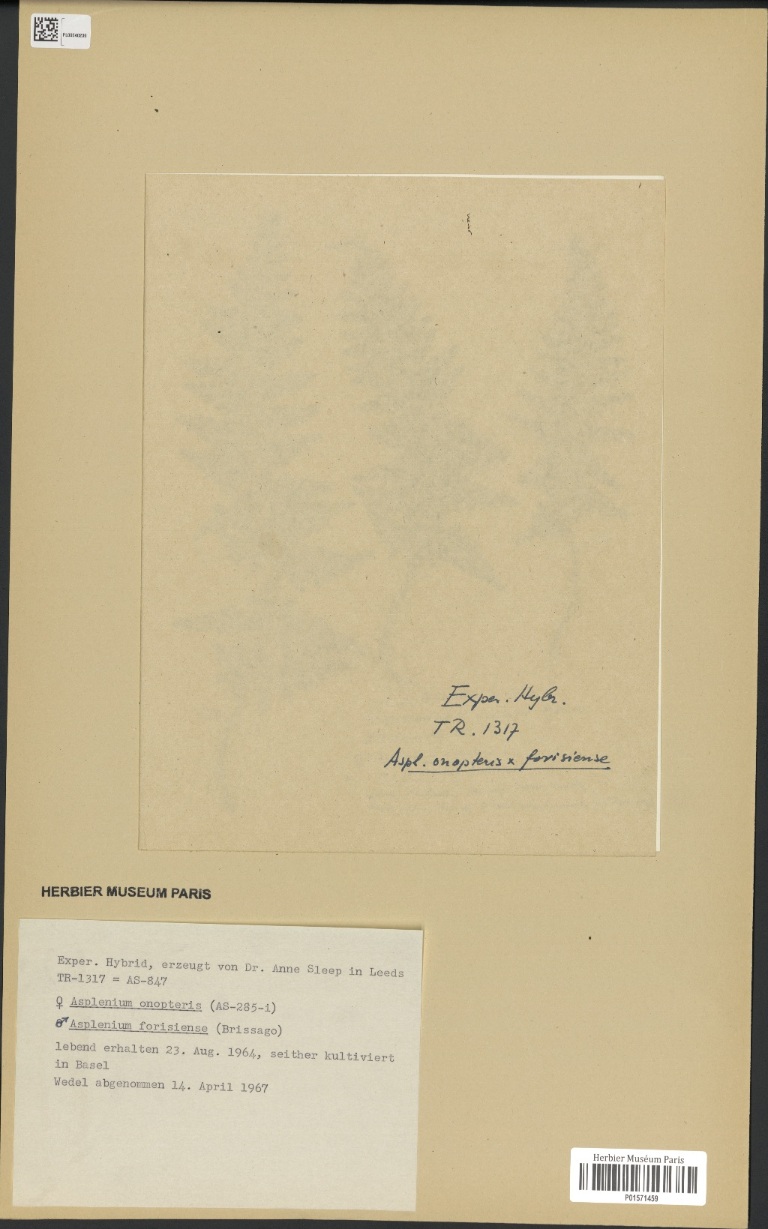 Exper. Hybr.
TR. 1317
Aspl. onopteris x forisiense
HERBIER MUSEUM PARIS
Exper. Hybrid, erzeugt von Dr. Anne Sleep in Leeds
TR-1317 = AS-847
♀ Asplenium onopteris (AS-285-1)
♂ Asplenium forisiense (Brissago)
lebend erhalten 23. Aug. 1964, seither kultiviert
in Basel
Wedel abgenommen 14. April 1967
Herbier Muséum Paris
P01571459